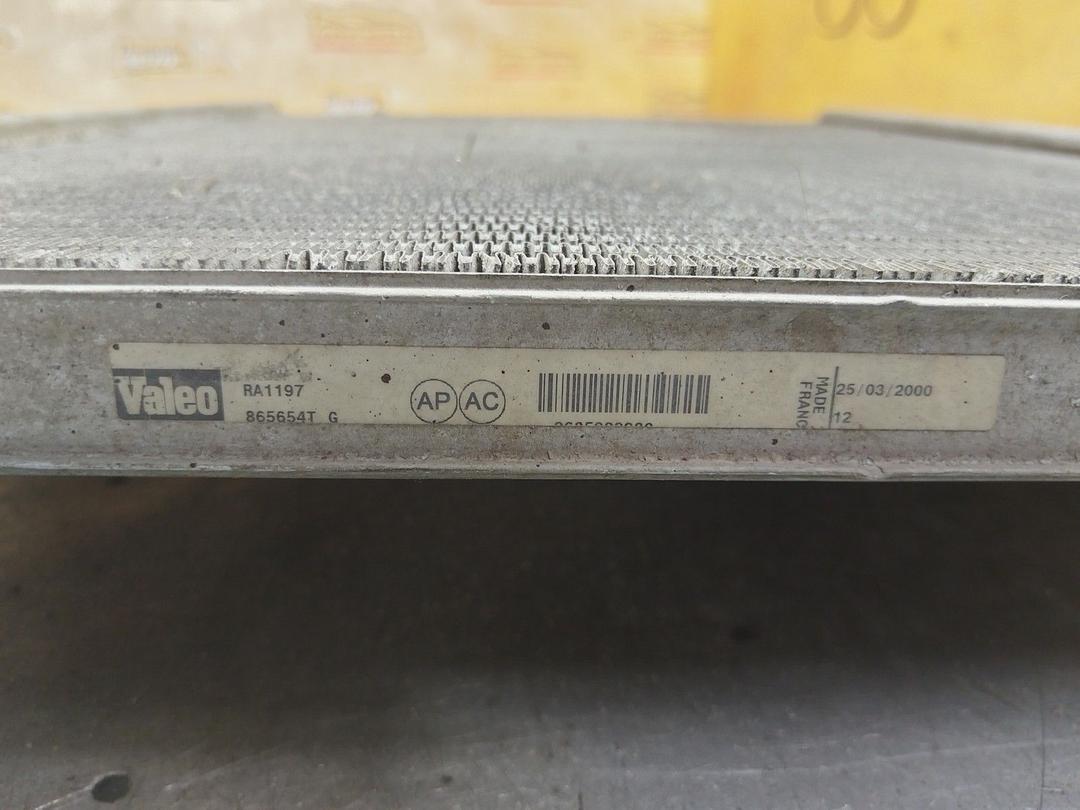 Valeo
RA1197
865654T G
AP AC
MADE
FRANC
25/03/2000
12